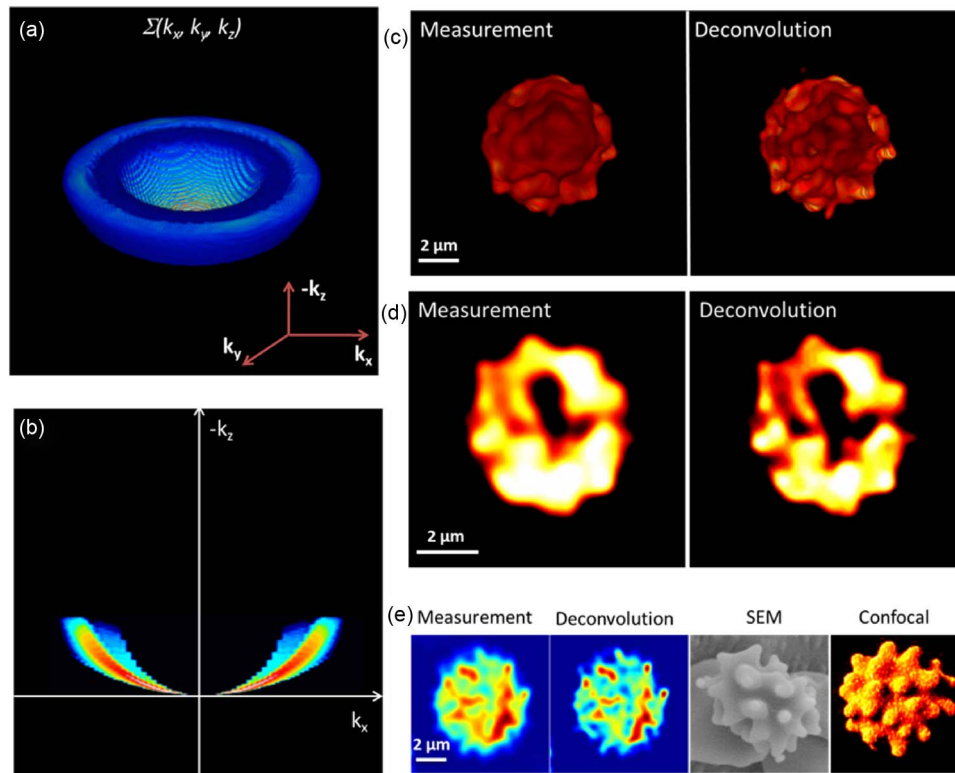 (a)
Σ(kx, ky, kz)
-kz
ky
kx
(b)
-kz
kx
(c)
Measurement
Deconvolution
2 μm
(d)
Measurement
Deconvolution
2 μm
(e)
Measurement
Deconvolution
SEM
Confocal
2 μm